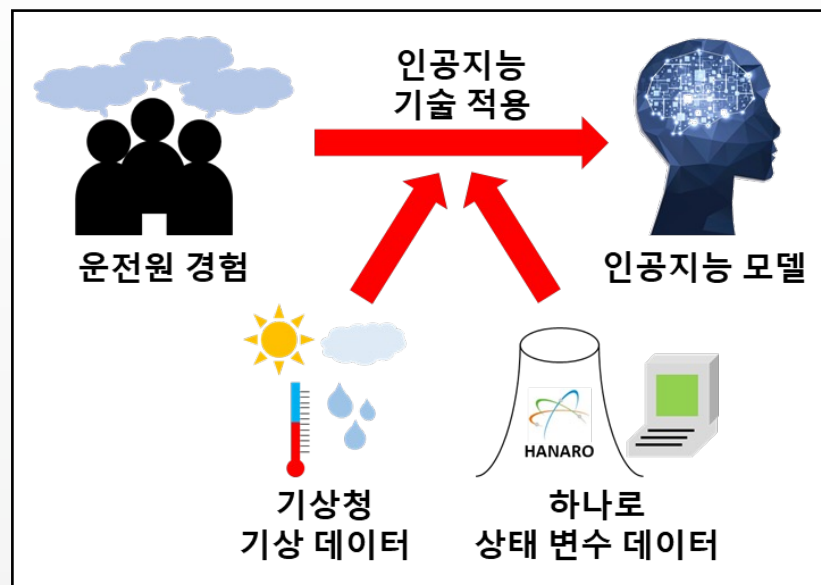 인공지능
기술 적용
운전원 경험
인공지능 모델
HANARO
기상청
기상 데이터
하나로
상태 변수 데이터